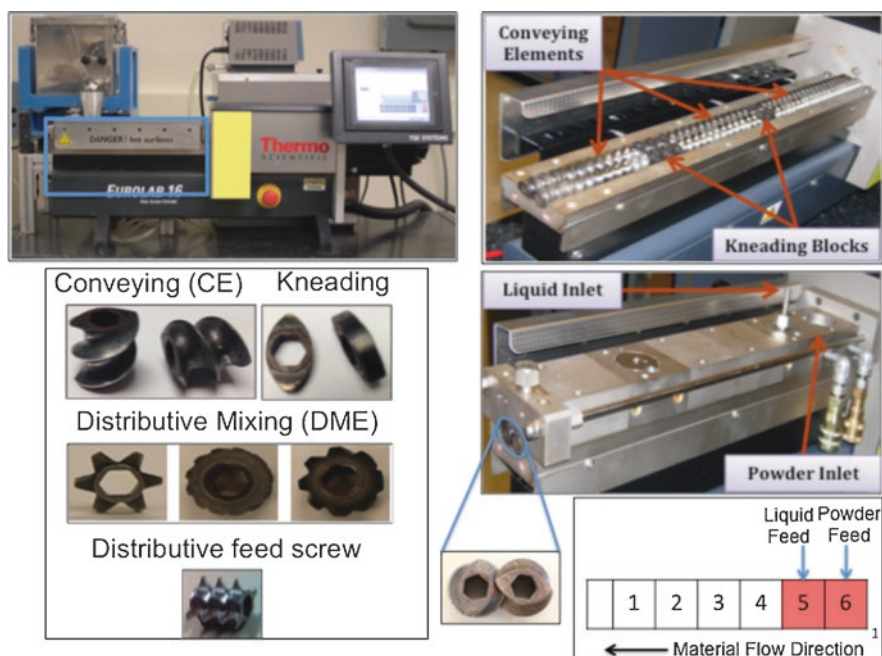 DANGER! hot surfaces
Thermo
SCIENTIFIC
EUROLAB 16
Conveying
Elements
Kneading Blocks
Conveying (CE)
Kneading
Distributive Mixing (DME)
Distributive feed screw
Liquid Inlet
Powder Inlet
Liquid Powder
Feed Feed
1 2 3 4 5 6
1
Material Flow Direction